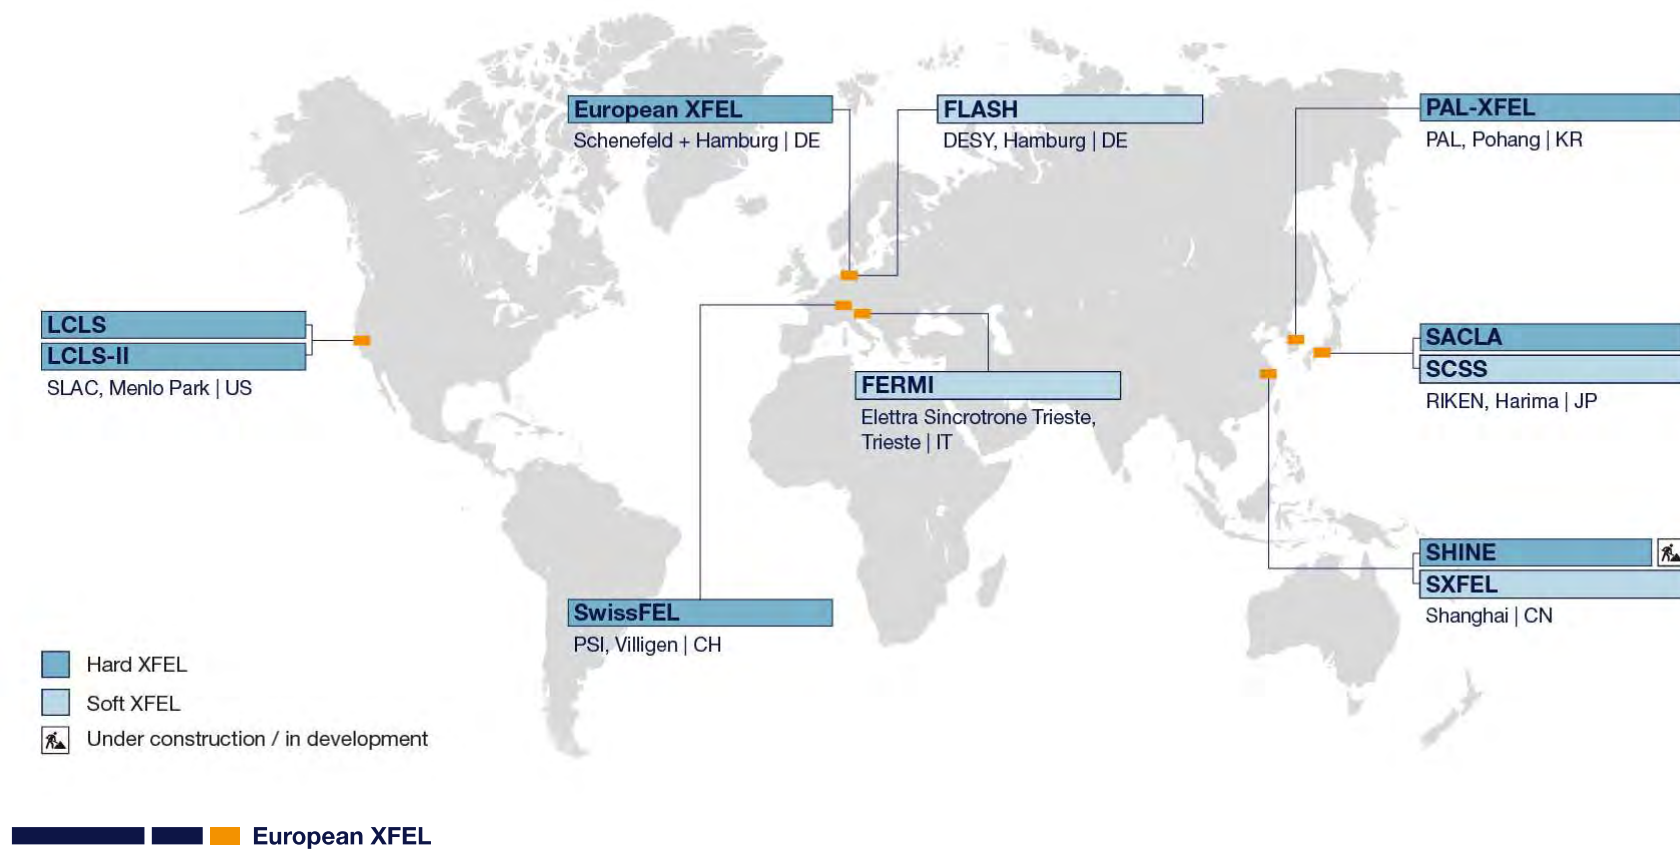 European XFEL
Schenefeld + Hamburg | DE
FLASH
DESY, Hamburg | DE
PAL-XFEL
PAL, Pohang | KR
LCLS
LCLS-II
SLAC, Menlo Park | US
SACLA
SCSS
RIKEN, Harima | JP
FERMI
Elettra Sincrotrone Trieste,
Trieste | IT
SHINE
SXFEL
Shanghai | CN
SwissFEL
PSI, Villigen | CH
Hard XFEL
Soft XFEL
Under construction / in development
European XFEL